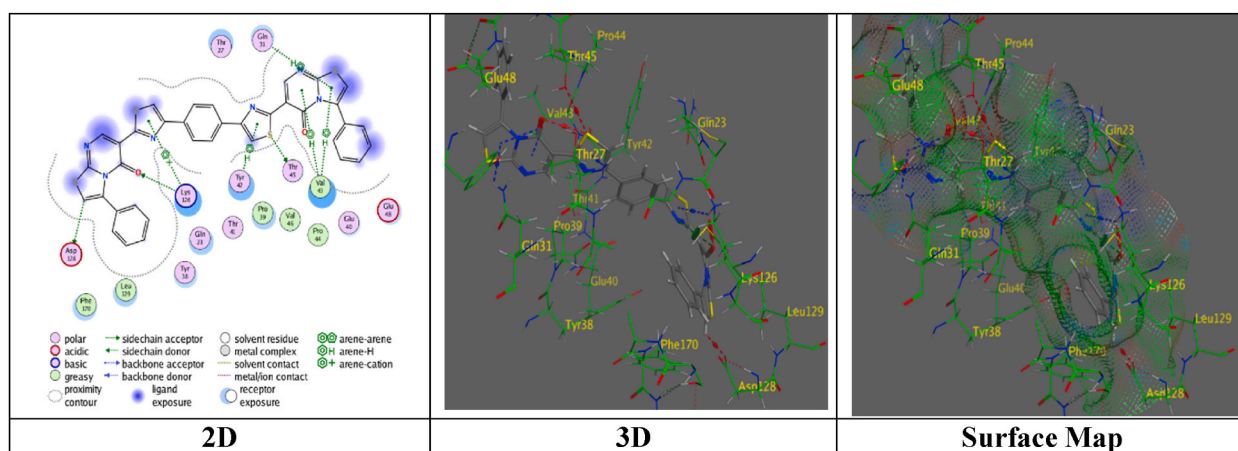 Thr
27
Gln
31
Lys
126
Tyr
42
Thr
45
Val
43
Pro
39
Val
46
Pro
44
Glu
40
Glu
48
Gln
23
Thr
41
Tyr
38
Asp
128
Leu
129
Phe
170
polar
acidic
basic
greasy
proximity
contour
sidechain acceptor
sidechain donor
backbone acceptor
backbone donor
ligand
exposure
solvent residue
metal complex
solvent contact
metal/ion contact
receptor
exposure
arene-arene
arene-H
arene-cation
Pro44
Thr45
Glu48
Val43
Gln23
Tyr42
Thr27
Thr41
Pro39
Gln31
Glu40
Lys126
Tyr38
Leu129
Phe170
Asp128
Pro44
Thr45
Glu48
Gln23
Thr27
Pro39
Gln31
Glu40
Lys126
Tyr38
Leu129
Phe170
Asp128
2D
3D
Surface Map